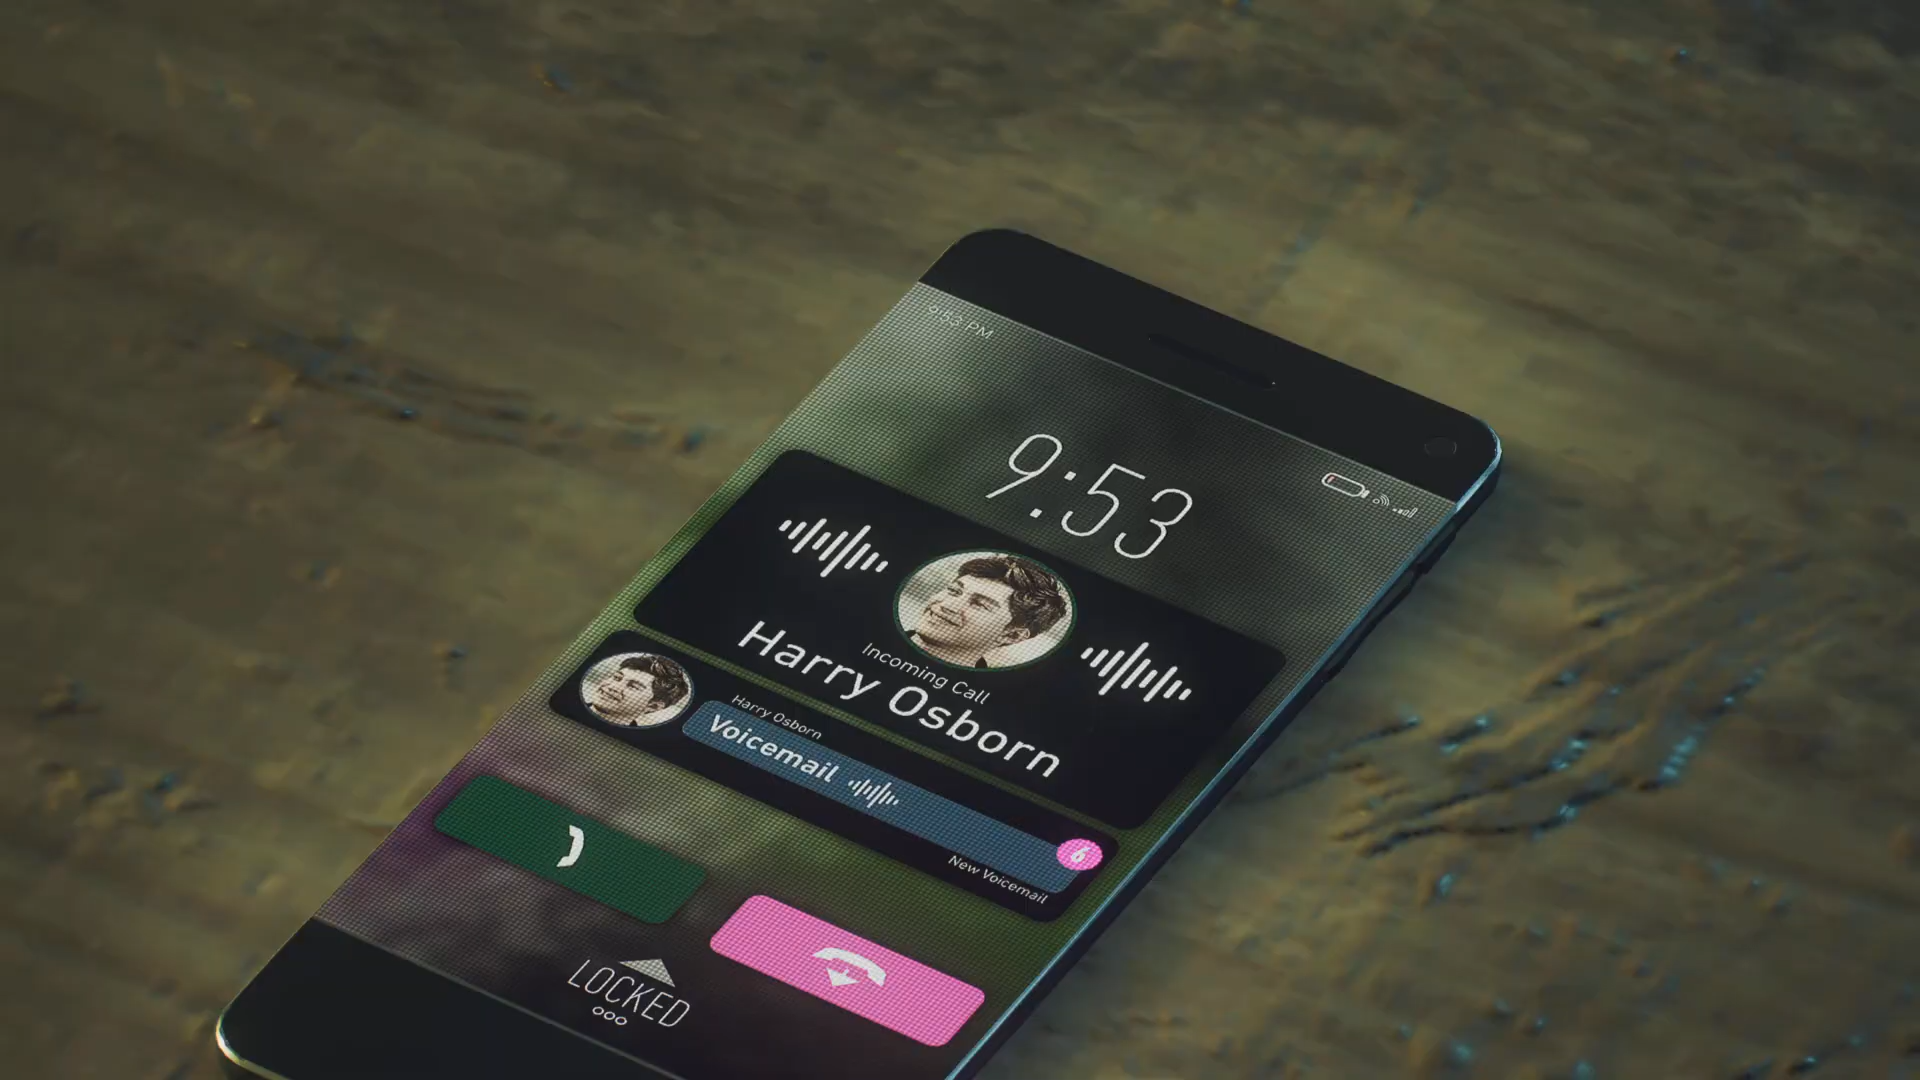 9:53 PM
9:53
Incoming Call
Harry Osborn
Harry Osborn
Voicemail
6
New Voicemail
LOCKED